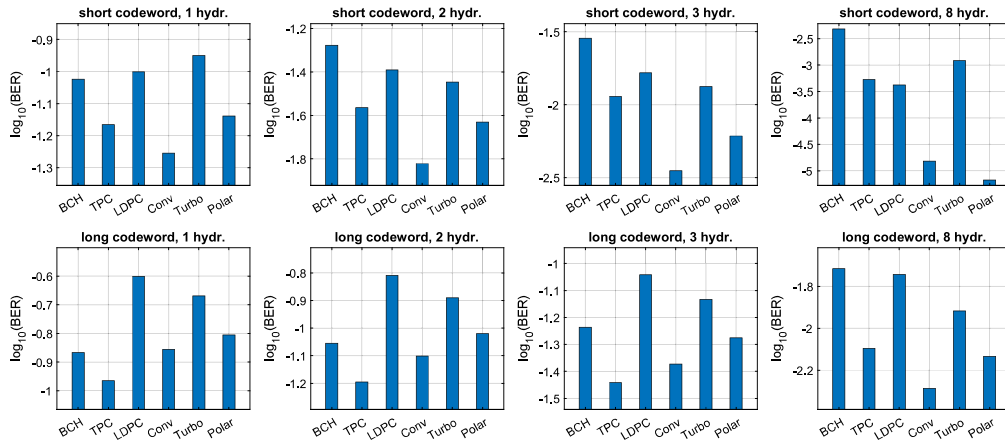 short codeword, 1 hydr.
log10(BER)
-0.9
-1
-1.1
-1.2
-1.3
BCH TPC LDPC Conv Turbo Polar
short codeword, 2 hydr.
log10(BER)
-1.2
-1.4
-1.6
-1.8
BCH TPC LDPC Conv Turbo Polar
short codeword, 3 hydr.
log10(BER)
-1.5
-2
-2.5
BCH TPC LDPC Conv Turbo Polar
short codeword, 8 hydr.
log10(BER)
-2.5
-3
-3.5
-4
-4.5
-5
BCH TPC LDPC Conv Turbo Polar
long codeword, 1 hydr.
log10(BER)
-0.6
-0.7
-0.8
-0.9
-1
BCH TPC LDPC Conv Turbo Polar
long codeword, 2 hydr.
log10(BER)
-0.8
-0.9
-1
-1.1
-1.2
BCH TPC LDPC Conv Turbo Polar
long codeword, 3 hydr.
log10(BER)
-1
-1.1
-1.2
-1.3
-1.4
-1.5
BCH TPC LDPC Conv Turbo Polar
long codeword, 8 hydr.
log10(BER)
-1.8
-2
-2.2
BCH TPC LDPC Conv Turbo Polar